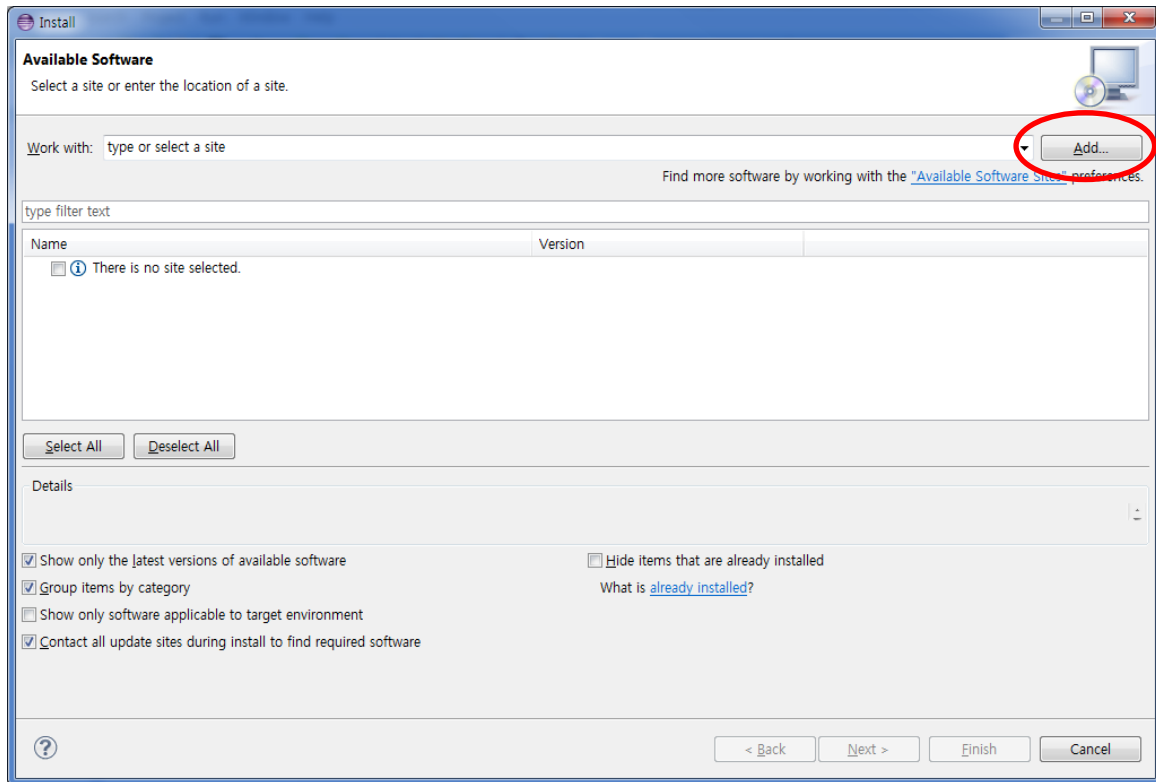 Install
Available Software
Select a site or enter the location of a site.
Work with: type or select a site Add...
Find more software by working with the "Available Software Sites" preferences.
type filter text
Name Version
There is no site selected.
Select All Deselect All
Details
Show only the latest versions of available software Hide items that are already installed
Group items by category What is already installed?
Show only software applicable to target environment
Contact all update sites during install to find required software
< Back Next > Finish Cancel